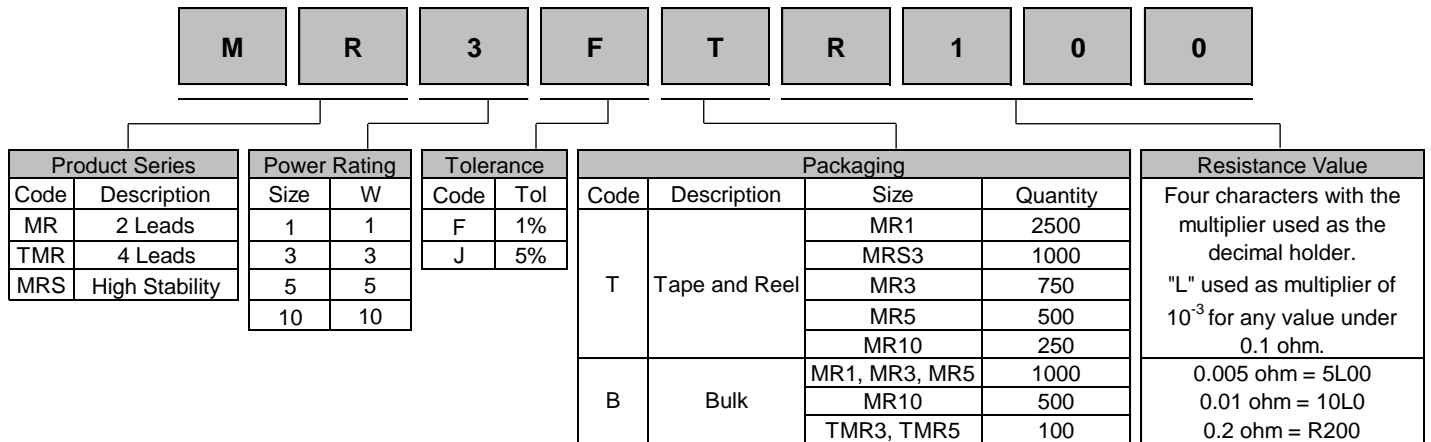 M R 3 F T R 1 0 0
Product Series Power Rating Tolerance Packaging Resistance Value
Code Description Size W Code Tol Code Description Size Quantity Four characters with the
MR 2 Leads 1 1 F 1% MR1 2500 multiplier used as the
TMR 4 Leads 3 3 J 5% MRS3 1000 decimal holder.
MRS High Stability 5 5 T Tape and Reel MR3 750 "L" used as multiplier of
10 10 MR5 500 10-3 for any value under
MR10 250 0.1 ohm.
MR1, MR3, MR5 1000 0.005 ohm = 5L00
B Bulk MR10 500 0.01 ohm = 10L0
TMR3, TMR5 100 0.2 ohm = R200